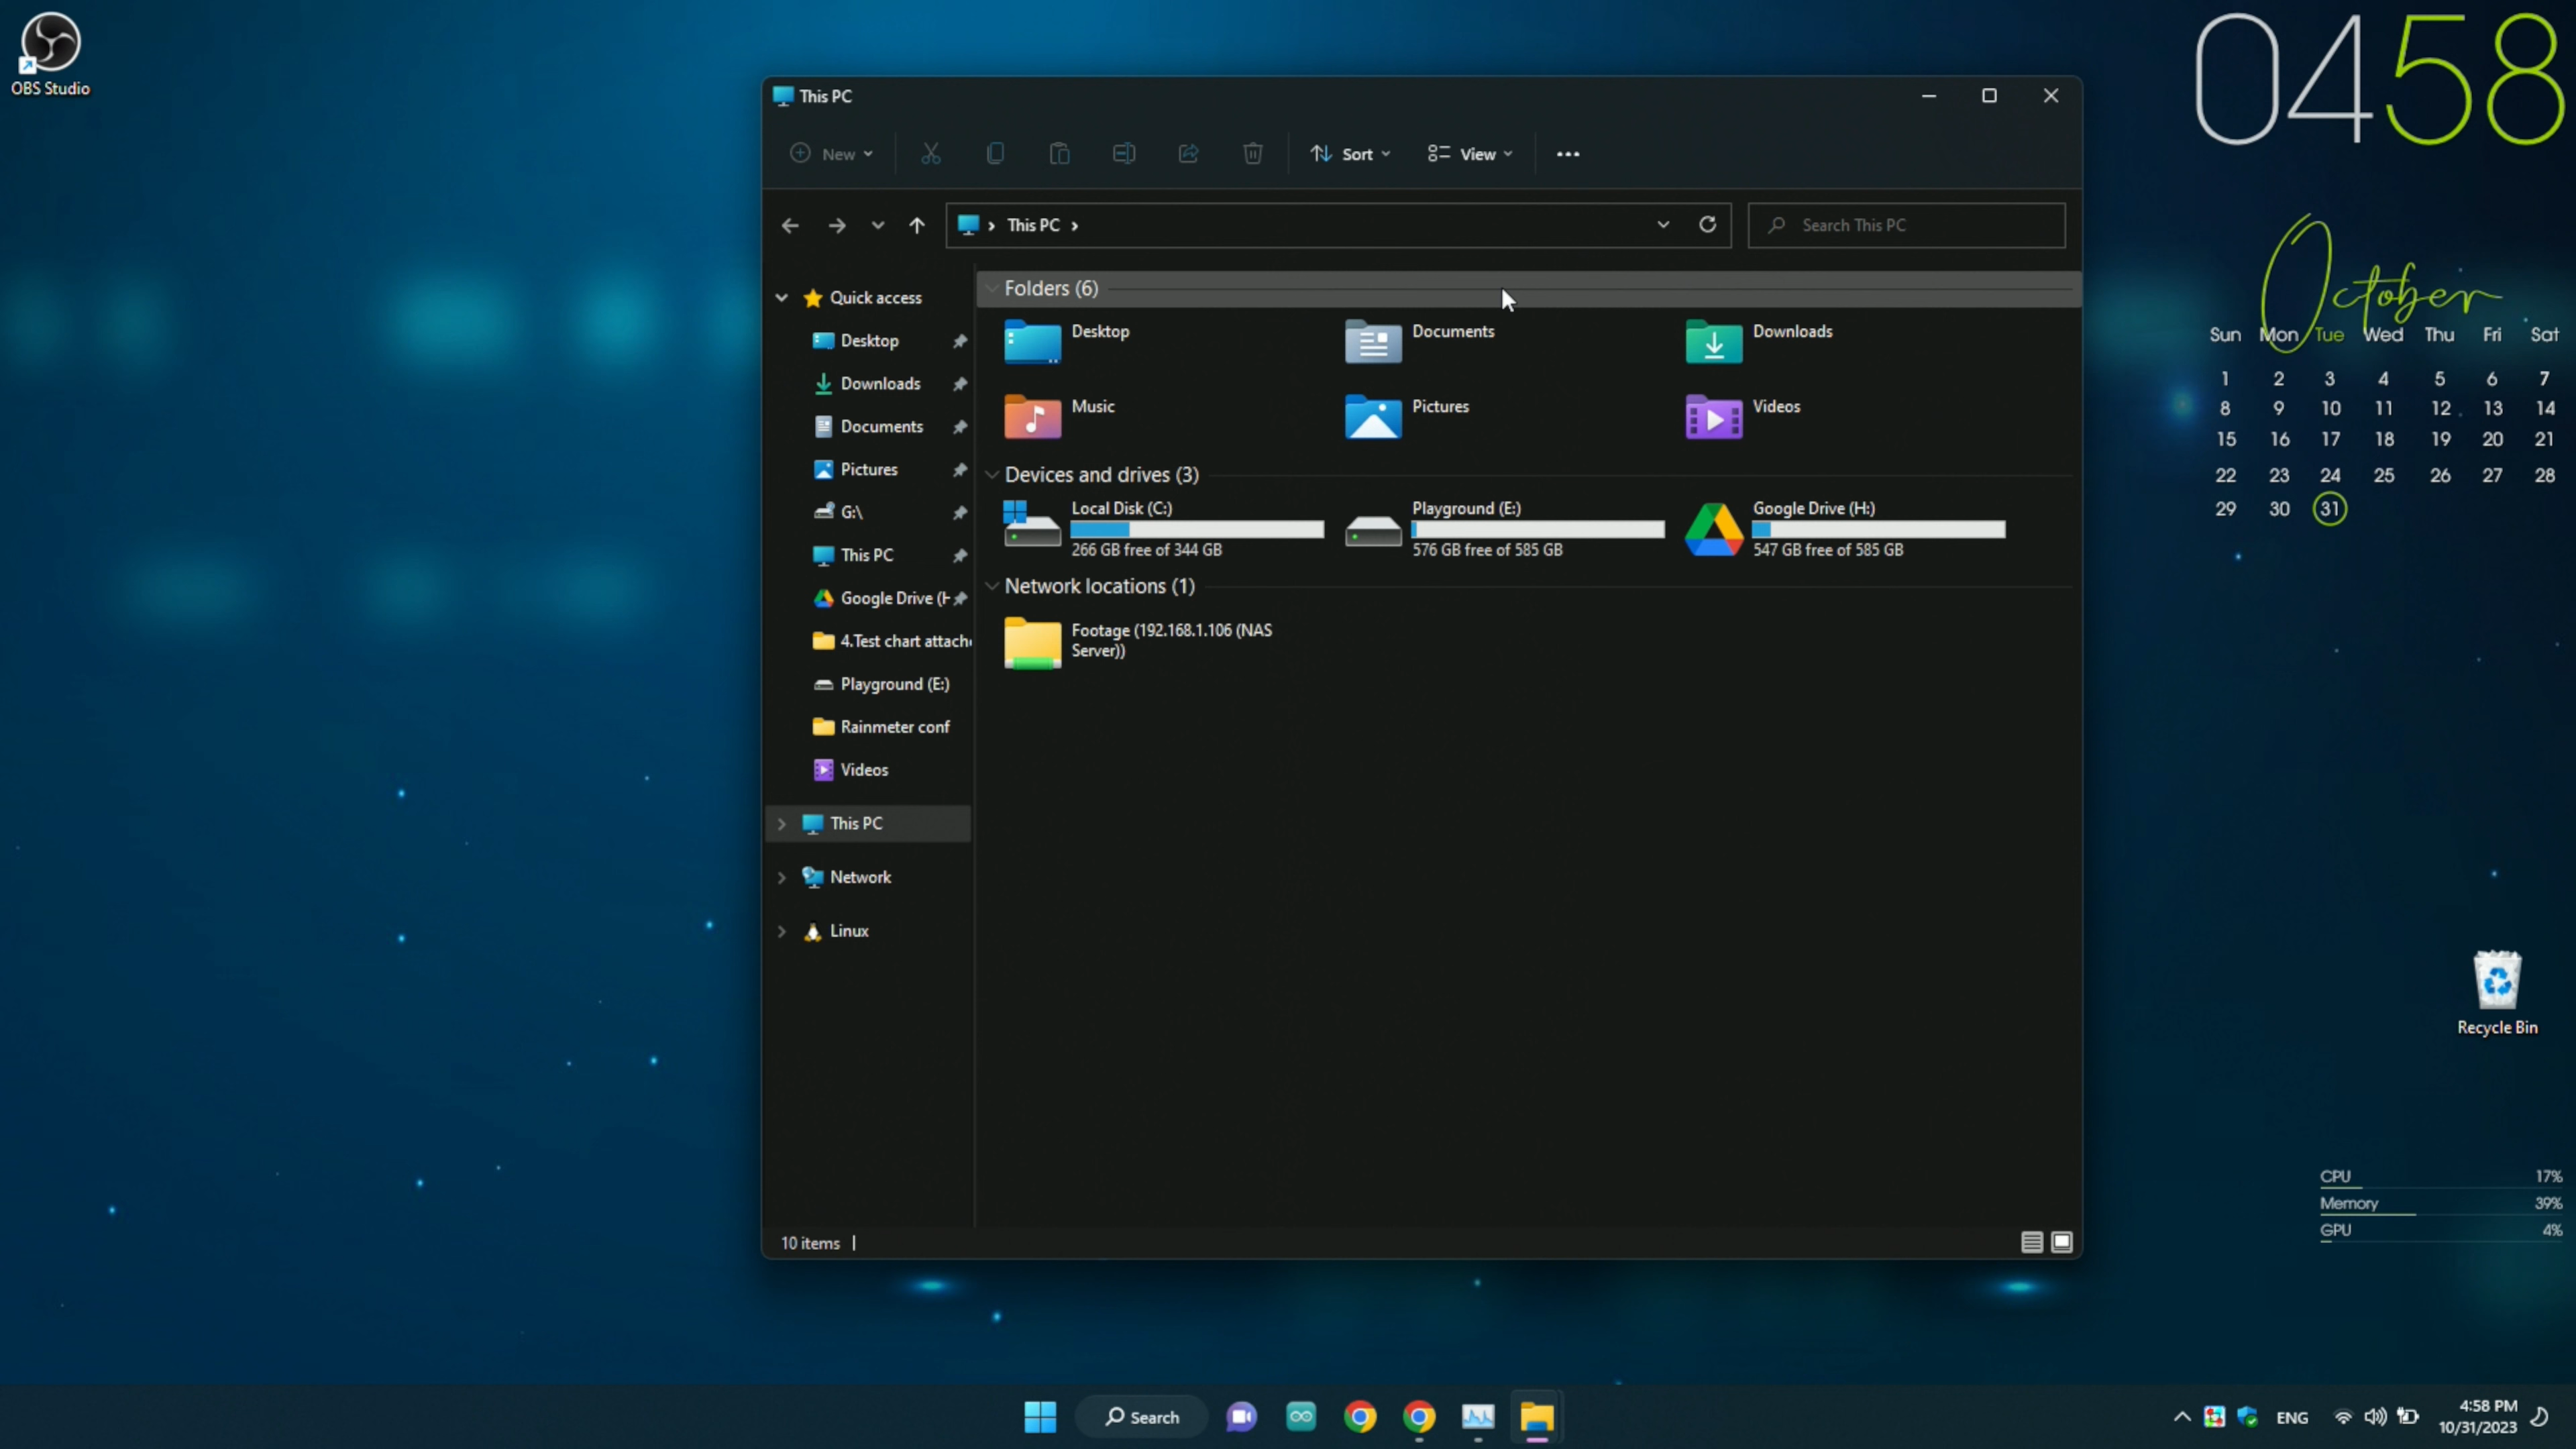 OBS Studio
04 58
October
Sun Mon Tue Wed Thu Fri Sat
1 2 3 4 5 6 7
8 9 10 11 12 13 14
15 16 17 18 19 20 21
22 23 24 25 26 27 28
29 30 31
This PC
New
Sort
View
This PC
Search This PC
Quick access
Desktop
Downloads
Documents
Pictures
G:\
This PC
Google Drive (H
4.Test chart attach
Playground (E:)
Rainmeter conf
Videos
This PC
Network
Linux
Folders (6)
Desktop
Documents
Downloads
Music
Pictures
Videos
Devices and drives (3)
Local Disk (C:)
266 GB free of 344 GB
Playground (E:)
576 GB free of 585 GB
Google Drive (H:)
547 GB free of 585 GB
Network locations (1)
Footage (192.168.1.106 (NAS
Server))
10 items
Recycle Bin
CPU 17%
Memory 39%
GPU 4%
Search
ENG
4:58 PM
10/31/2023